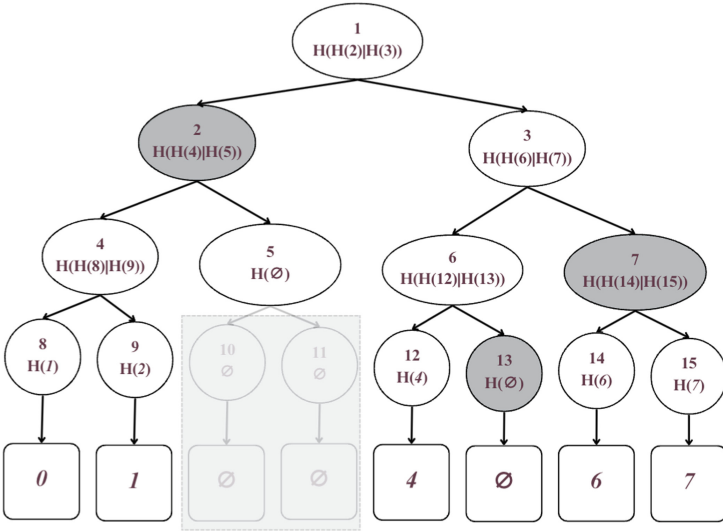 1
H(H(2)|H(3))
2
H(H(4)|H(5))
3
H(H(6)|H(7))
4
H(H(8)|H(9))
5
H(∅)
6
H(H(12)|H(13))
7
H(H(14)|H(15))
8
H(1)
9
H(2)
10
∅
11
∅
12
H(4)
13
H(∅)
14
H(6)
15
H(7)
0
1
∅
∅
4
∅
6
7